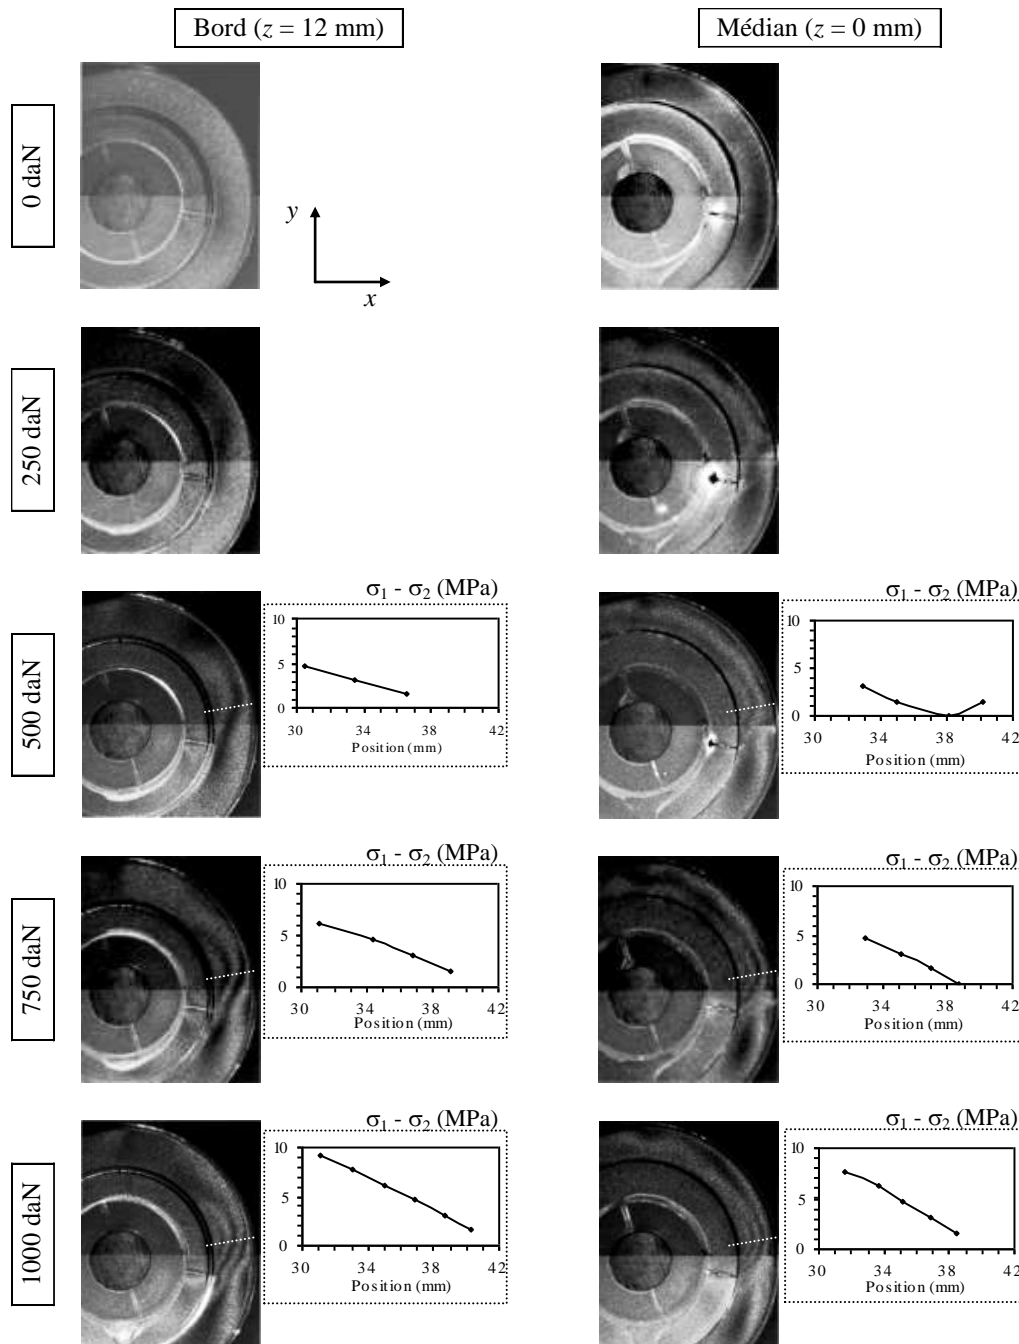 Bord (z = 12 mm)
Médian (z = 0 mm)
0 daN
y
x
250 daN
500 daN
σ1 - σ2 (MPa)
10
5
0
30 34 38 42
Position (mm)
σ1 - σ2 (MPa)
10
5
0
30 34 38 42
Position (mm)
750 daN
σ1 - σ2 (MPa)
10
5
0
30 34 38 42
Position (mm)
σ1 - σ2 (MPa)
10
5
0
30 34 38 42
Position (mm)
1000 daN
σ1 - σ2 (MPa)
10
5
0
30 34 38 42
Position (mm)
σ1 - σ2 (MPa)
10
5
0
30 34 38 42
Position (mm)